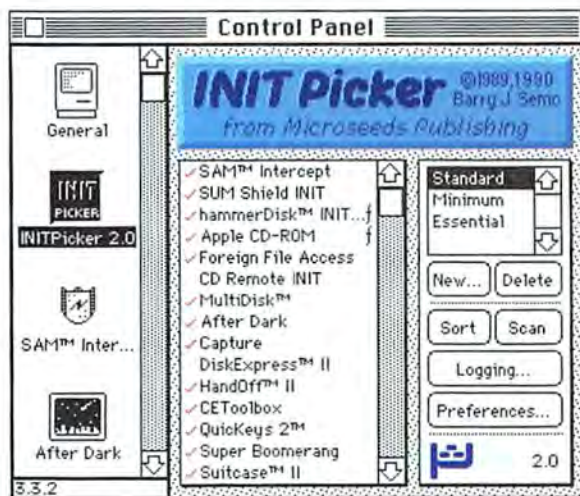 Control Panel
General
INIT
PICKER
INITPicker 2.0
SAM™ Inter...
After Dark
3.3.2
INIT Picker
©1989,1990
Barry J. Semo
from Microseeds Publishing
✓SAM™ Intercept
✓SUM Shield INIT
✓hammerDisk™ INIT...ƒ
✓Apple CD-ROM ƒ
✓Foreign File Access
CD Remote INIT
✓MultiDisk™
✓After Dark
✓Capture
DiskExpress™ II
✓HandOff™ II
✓CEToolbox
✓QuicKeys 2™
✓Super Boomerang
✓Suitcase™ II
Standard
Minimum
Essential
New... Delete
Sort Scan
Logging...
Preferences...
2.0